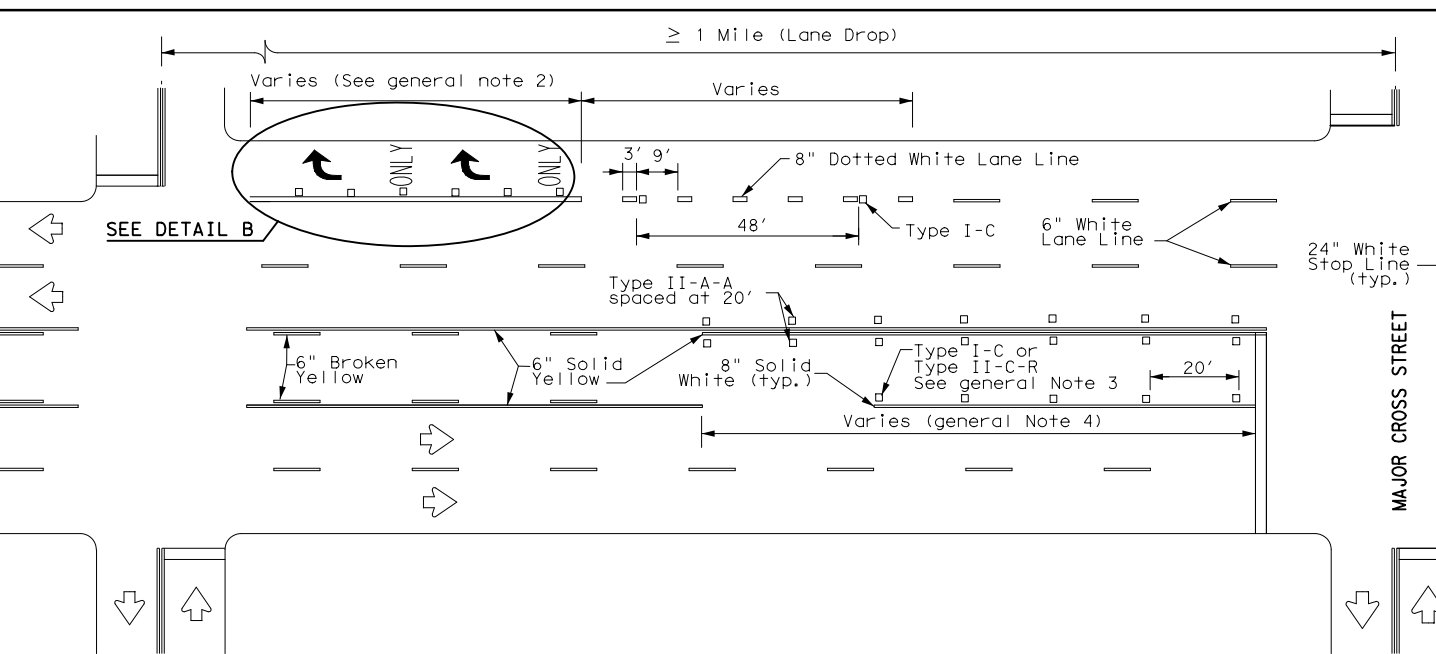 ≥ 1 Mile (Lane Drop)
Varies (See general note 2)
Varies
ONLY
ONLY
3' 9'
8" Dotted White Lane Line
SEE DETAIL B
48'
Type I-C
6" White
Lane Line
24" White
Stop Line
(typ.)
Type II-A-A
spaced at 20'
6" Broken
Yellow
6" Solid
Yellow
8" Solid
White (typ.)
Type I-C or
Type II-C-R
See general Note 3
20'
Varies (general Note 4)
MAJOR CROSS STREET